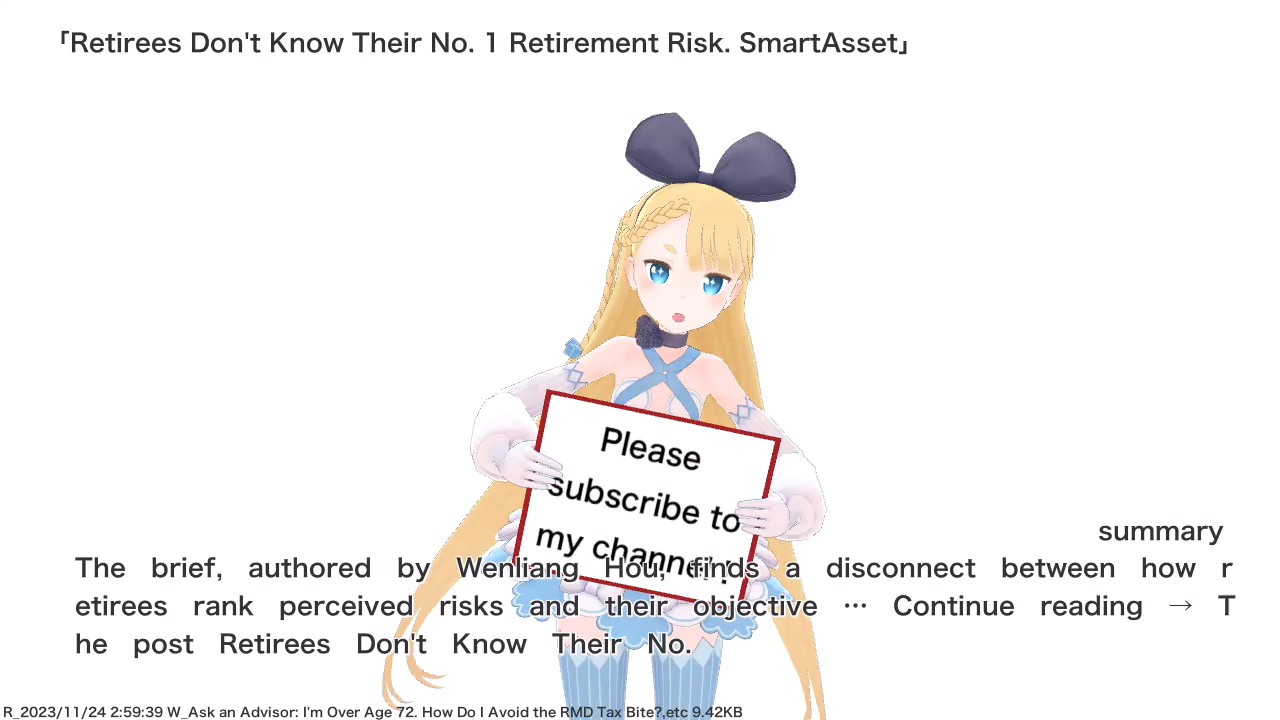 「Retirees Don't Know Their No. 1 Retirement Risk. SmartAsset」
Please
subscribe to
my channel!
summary
The brief, authored by Wenliang Hou, finds a disconnect between how r
etirees rank perceived risks and their objective … Continue reading → T
he post Retirees Don't Know Their No.
R_2023/11/24 2:59:39 W_Ask an Advisor: I'm Over Age 72. How Do I Avoid the RMD Tax Bite?,etc 9.42KB